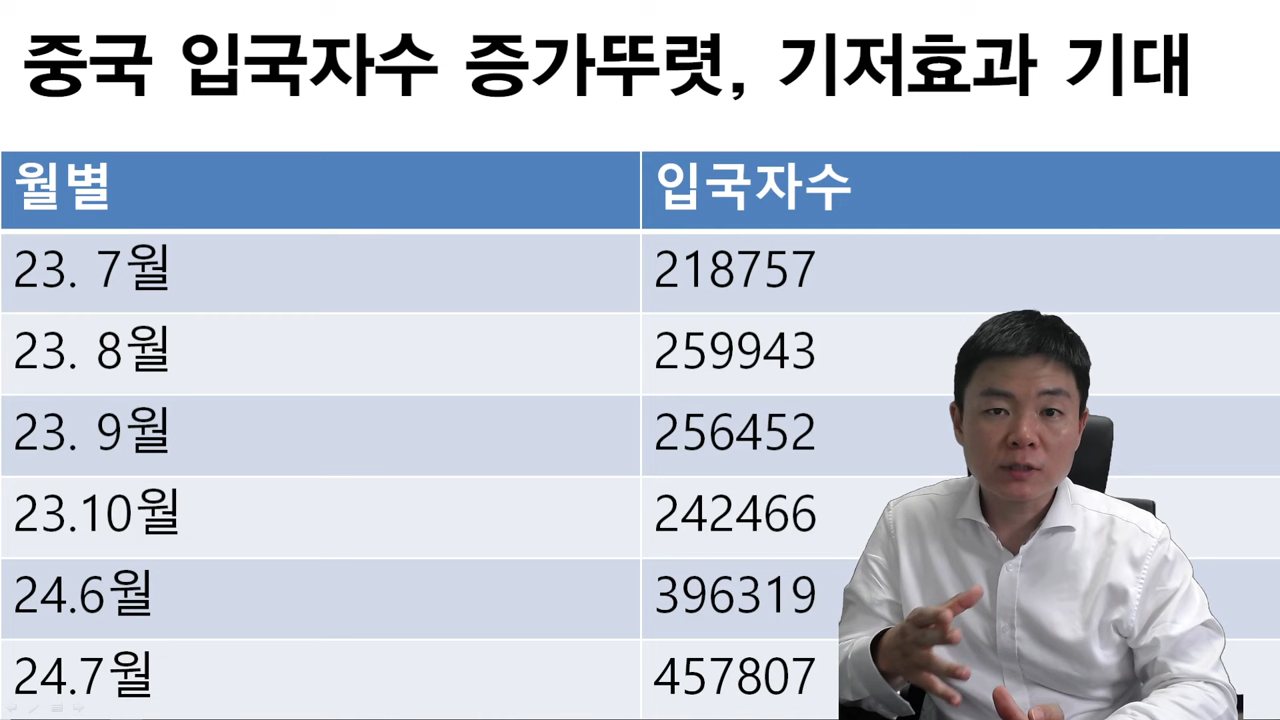 중국 입국자수 증가뚜렷, 기저효과 기대
월별 입국자수
23. 7월 218757
23. 8월 259943
23. 9월 256452
23.10월 242466
24.6월 396319
24.7월 457807